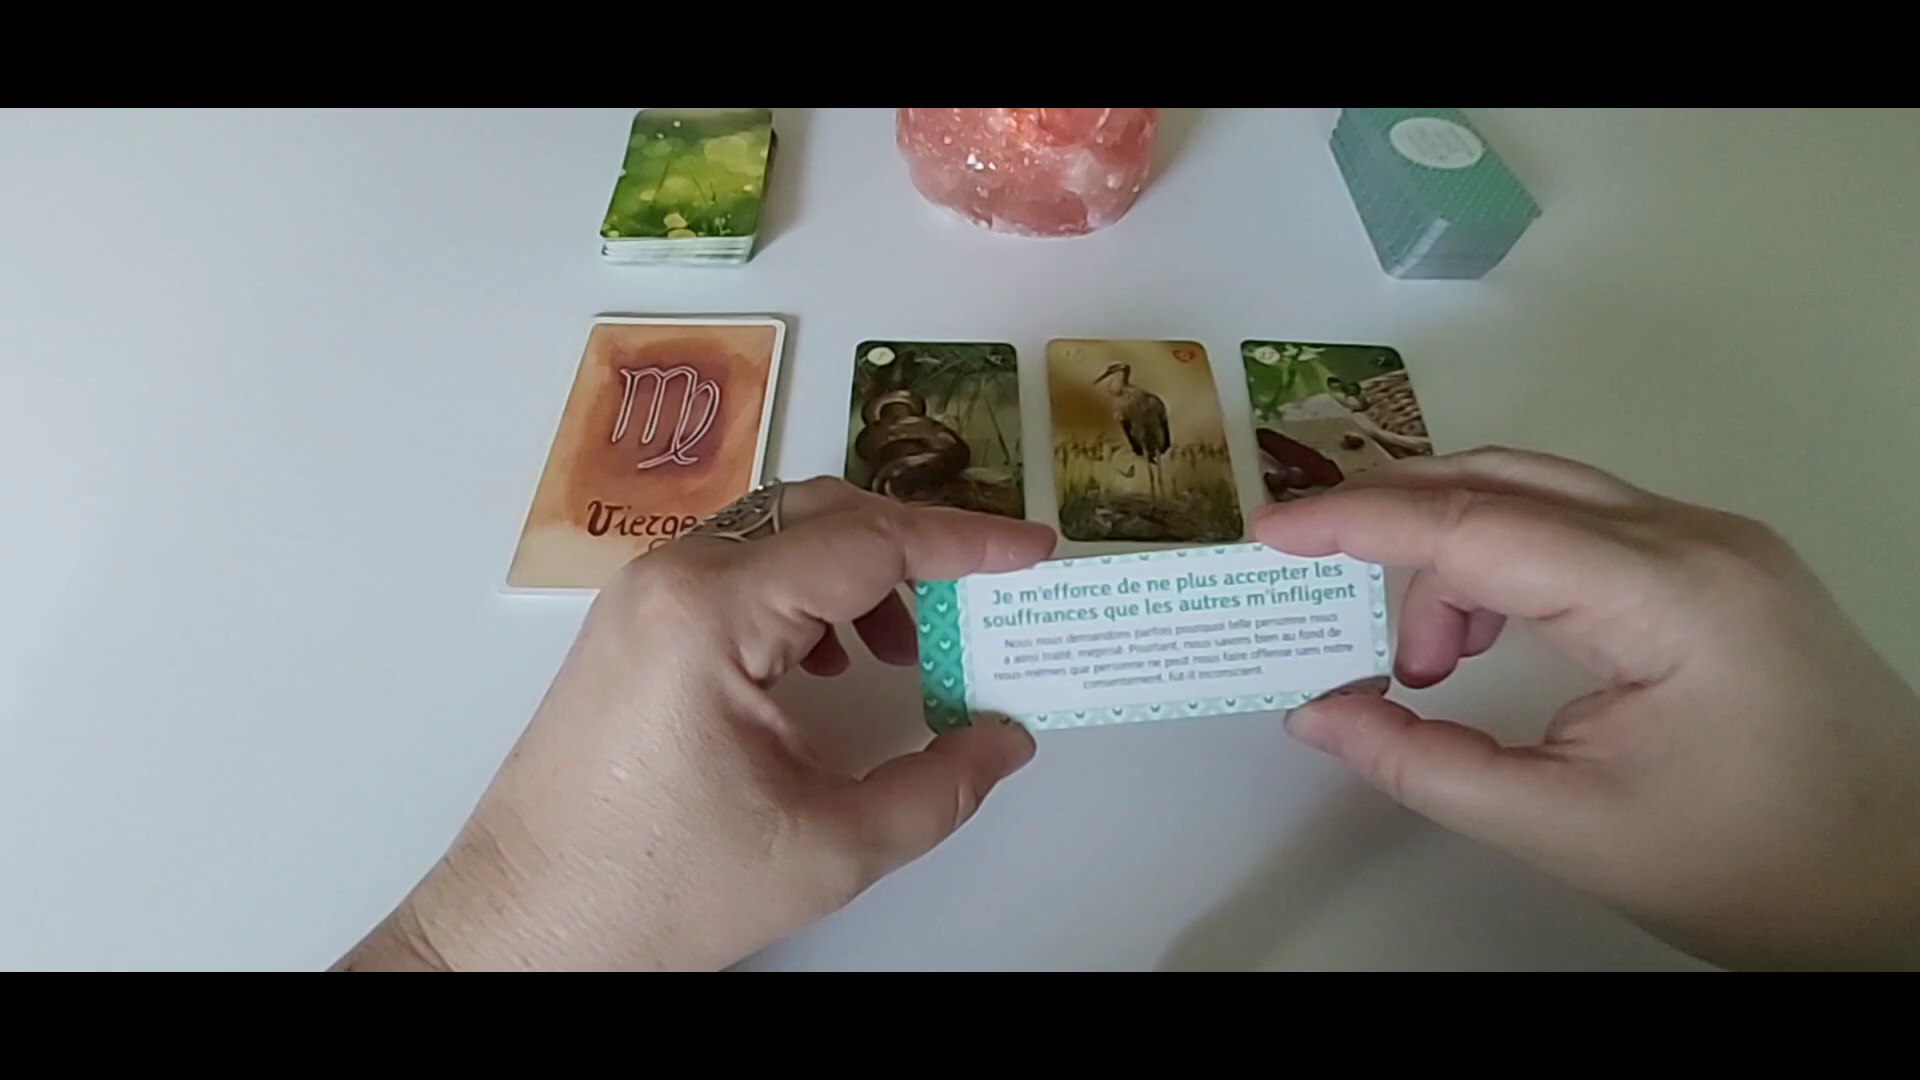 Vierge
Je m'efforce de ne plus accepter les
souffrances que les autres m'infligent
Nous nous demandons parfois pourquoi telle personne nous
a ainsi traité, méprisé. Pourtant, nous savons bien au fond de
nous-mêmes que personne ne peut nous faire offense sans notre
consentement, fut-il inconscient.